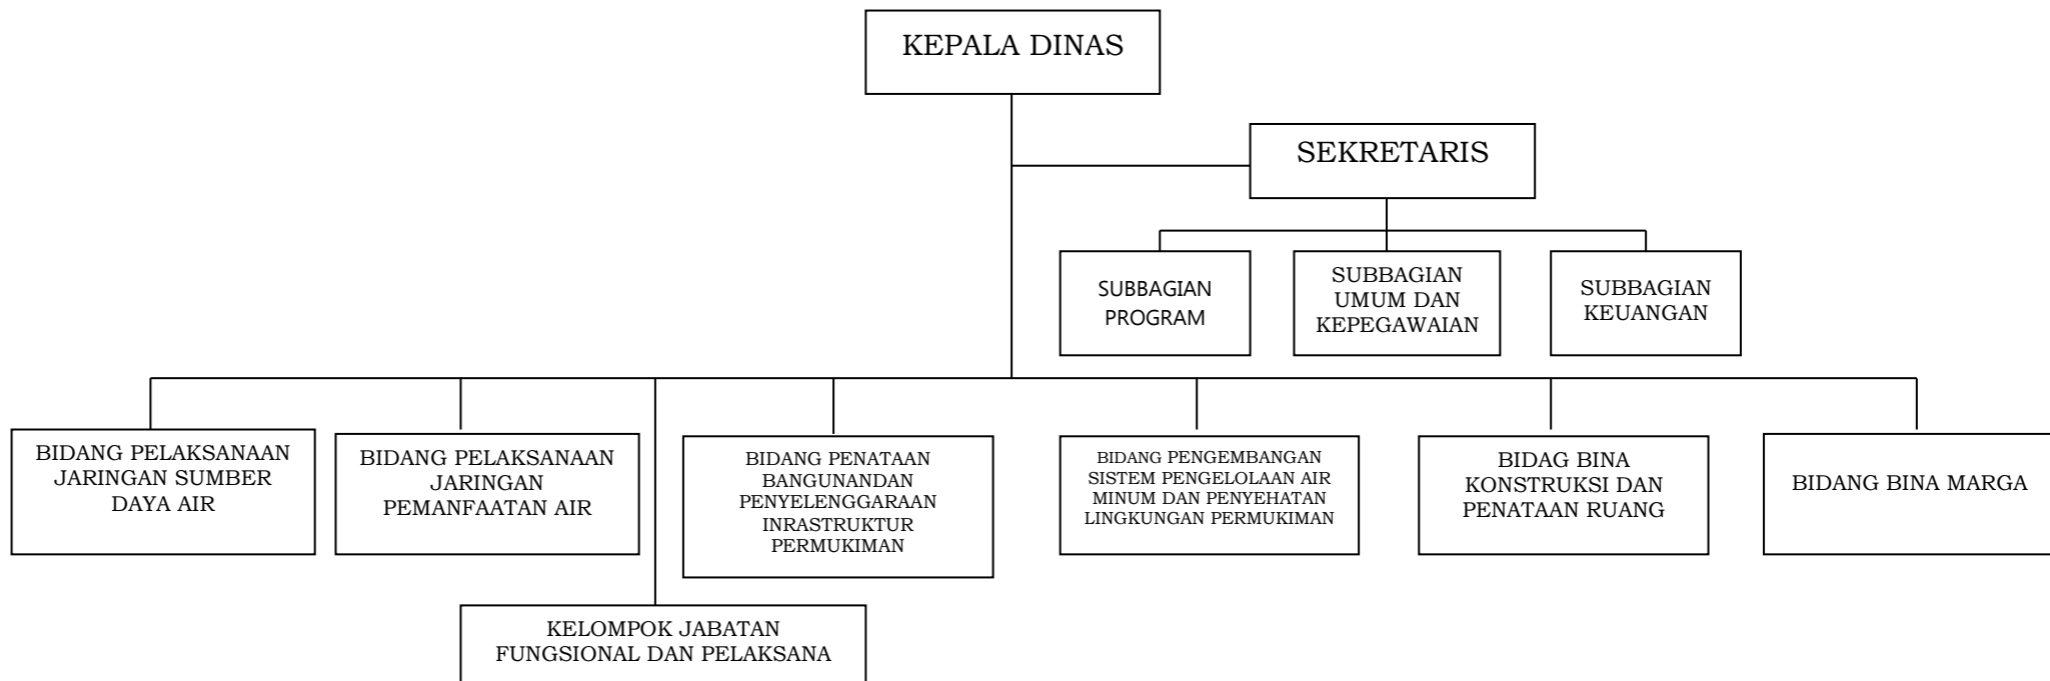 KEPALA DINAS
SEKRETARIS
SUBBAGIAN
PROGRAM
SUBBAGIAN
UMUM DAN
KEPEGAWAIAN
SUBBAGIAN
KEUANGAN
BIDANG PELAKSANAAN
JARINGAN SUMBER
DAYA AIR
BIDANG PELAKSANAAN
JARINGAN
PEMANFAATAN AIR
BIDANG PENATAAN
BANGUNANDAN
PENYELENGGARAAN
INRASTRUKTUR
PERMUKIMAN
BIDANG PENGEMBANGAN
SISTEM PENGELOLAAN AIR
MINUM DAN PENYEHATAN
LINGKUNGAN PERMUKIMAN
BIDAG BINA
KONSTRUKSI DAN
PENATAAN RUANG
BIDANG BINA MARGA
KELOMPOK JABATAN
FUNGSIONAL DAN PELAKSANA